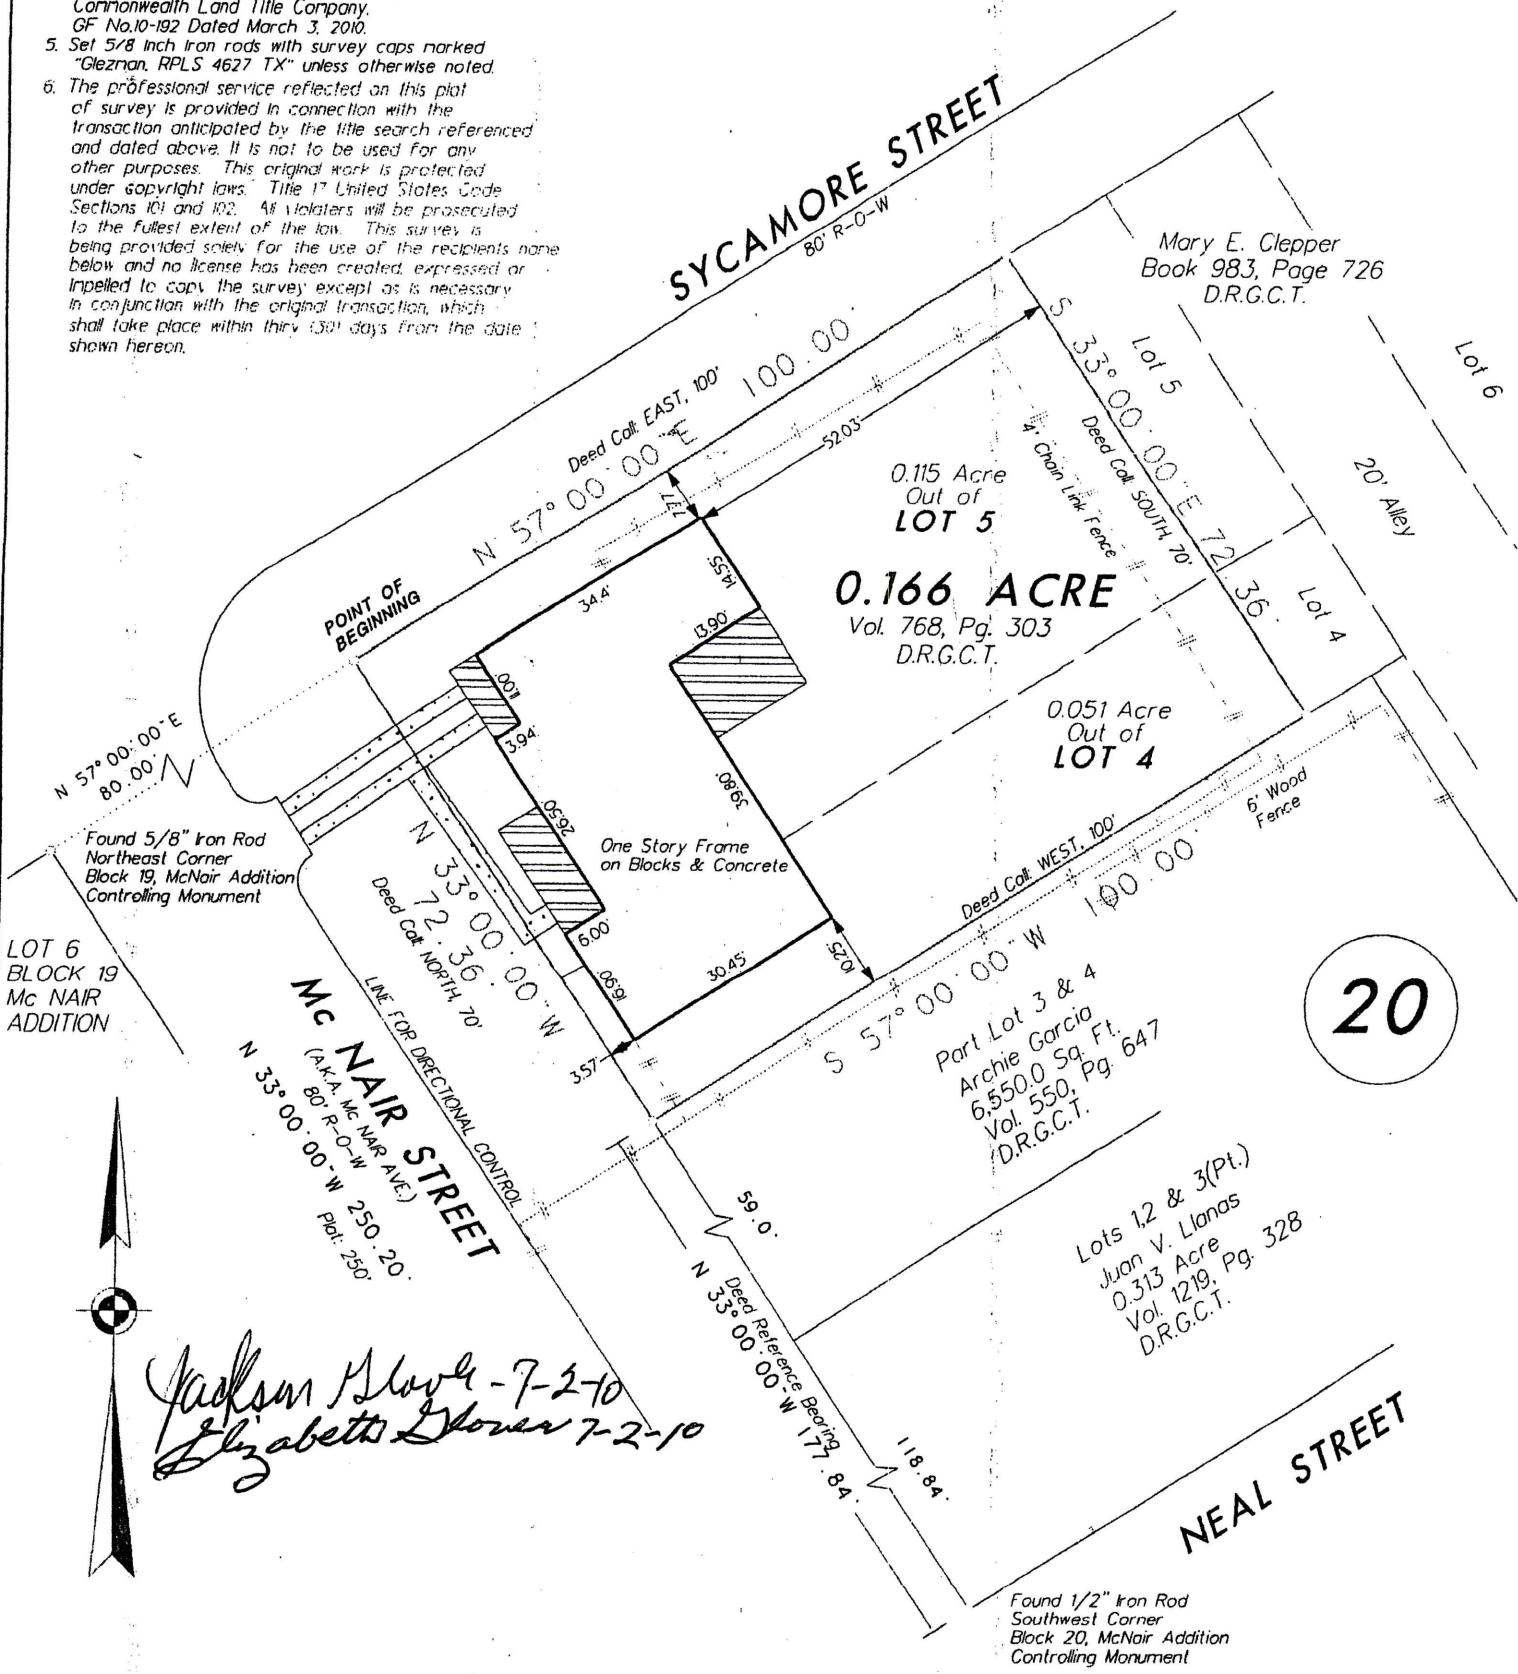 Commonwealth Land Title Company.
GF No.10-192 Dated March 3, 2010.
5. Set 5/8 inch iron rods with survey caps marked
"Gleznan, RPLS 4627 TX" unless otherwise noted.
6. The professional service reflected on this plat
of survey is provided in connection with the
transaction anticipated by the title search referenced
and dated above. It is not to be used for any
other purposes. This original work is protected
under copyright laws. Title 17 United States Code
Sections 101 and 102. All violaters will be prosecuted
to the fullest extent of the law. This survey is
being provided solely for the use of the recipients name
below and no license has been created, expressed or
inpelled to copy the survey except as is necessary
in conjunction with the original transaction, which
shall take place within thiry (30) days from the date
shown hereon.
SYCAMORE STREET
80' R-O-W
Mary E. Clepper
Book 983, Page 726
D.R.G.C.T.
Lot 5
Lot 6
20' Alley
Lot 4
Deed Call: EAST, 100'
N 57° 00' 00" E 100.00'
S 33° 00' 00" E 72.36'
Deed Call: SOUTH, 70'
4' Chain Link Fence
52.03'
7.77'
0.115 Acre
Out of
LOT 5
0.166 ACRE
Vol. 768, Pg. 303
D.R.G.C.T.
0.051 Acre
Out of
LOT 4
POINT OF
BEGINNING
34.4'
14.55'
13.90'
11.00'
3.94'
26.50'
39.80'
6.00'
16.90'
30.45'
10.25'
3.57'
One Story Frame
on Blocks & Concrete
6' Wood
Fence
Deed Call: WEST, 100'
S 57° 00' 00" W 100.00'
N 57° 00' 00" E
80.00'
Found 5/8" Iron Rod
Northeast Corner
Block 19, McNair Addition
Controlling Monument
LOT 6
BLOCK 19
Mc NAIR
ADDITION
N 33° 00' 00" W
72.36'
Deed Call: NORTH, 70'
LINE FOR DIRECTIONAL CONTROL
Mc NAIR STREET
(A.K.A. Mc NAIR AVE.)
80' R-O-W
N 33° 00' 00" W 250.20'
Plat: 250'
20
Part Lot 3 & 4
Archie Garcia
6,550.0 Sq. Ft.
Vol. 550, Pg. 647
D.R.G.C.T.
Lots 1,2 & 3(Pt.)
Juan V. Llanas
0.313 Acre
Vol. 1219, Pg. 328
D.R.G.C.T.
59.0'
Deed Reference Bearing
N 33° 00' 00" W 177.84'
118.84'
NEAL STREET
Jackson Glover - 7-2-10
Elizabeth Glover 7-2-10
Found 1/2" Iron Rod
Southwest Corner
Block 20, McNair Addition
Controlling Monument